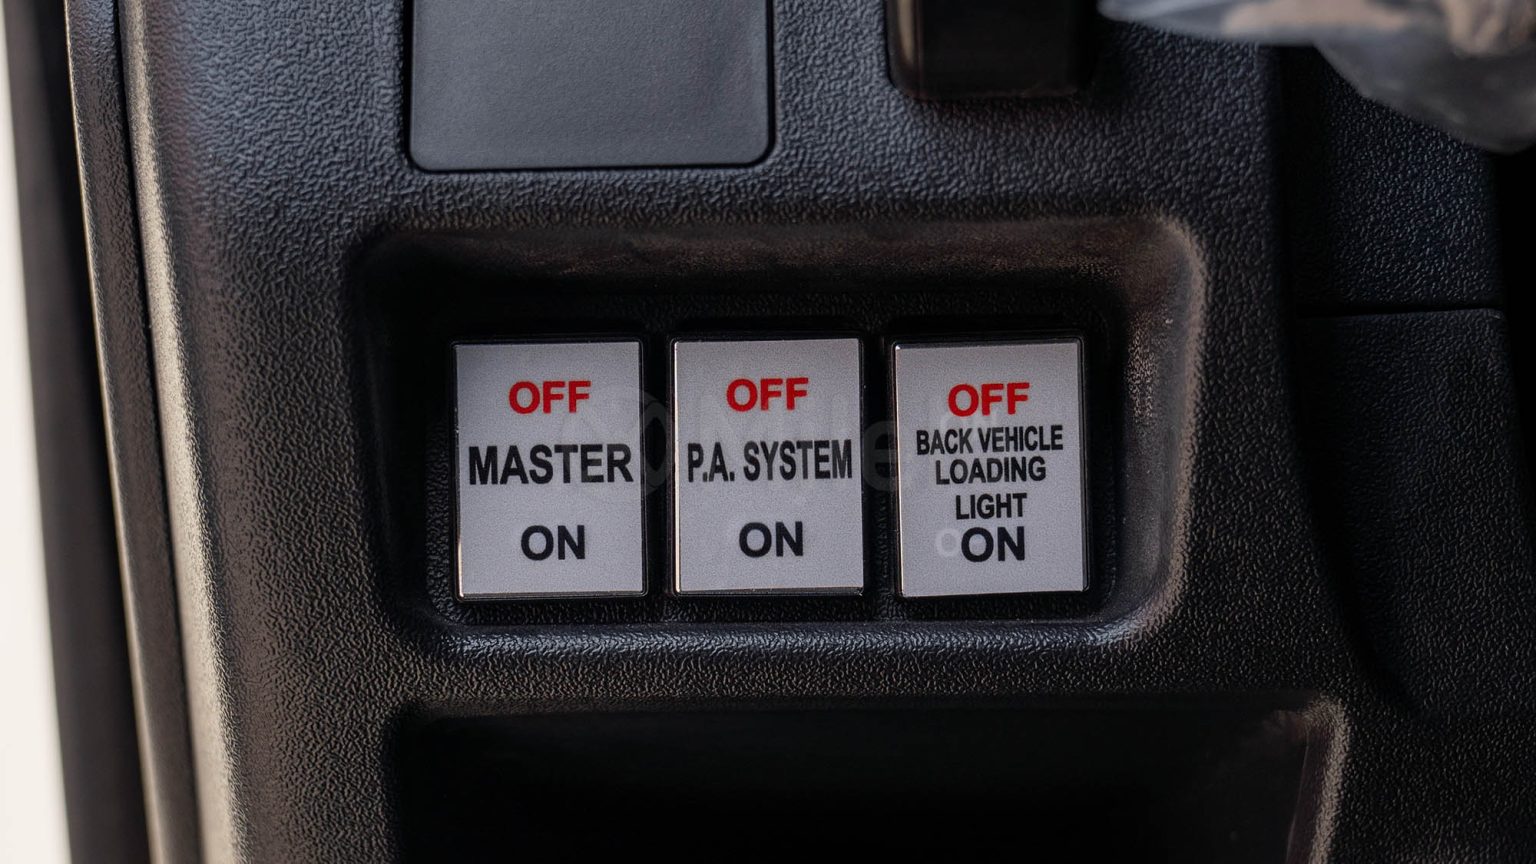 OFF
MASTER
ON
OFF
P.A. SYSTEM
ON
OFF
BACK VEHICLE
LOADING
LIGHT
ON